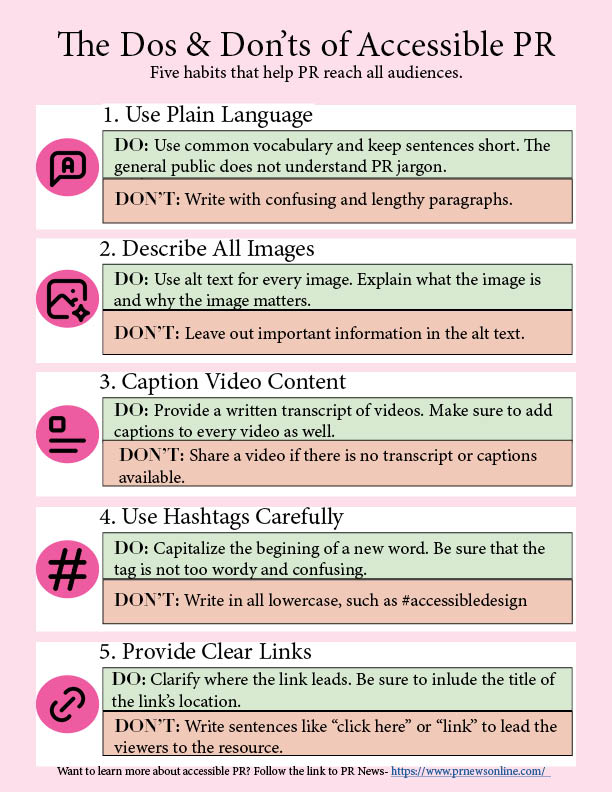 The Dos & Don'ts of Accessible PR
Five habits that help PR reach all audiences.
1. Use Plain Language
DO: Use common vocabulary and keep sentences short. The
general public does not understand PR jargon.
DON'T: Write with confusing and lengthy paragraphs.
2. Describe All Images
DO: Use alt text for every image. Explain what the image is
and why the image matters.
DON'T: Leave out important information in the alt text.
3. Caption Video Content
DO: Provide a written transcript of videos. Make sure to add
captions to every video as well.
DON'T: Share a video if there is no transcript or captions
available.
4. Use Hashtags Carefully
DO: Capitalize the begining of a new word. Be sure that the
tag is not too wordy and confusing.
DON'T: Write in all lowercase, such as #accessibledesign
5. Provide Clear Links
DO: Clarify where the link leads. Be sure to inlude the title of
the link's location.
DON'T: Write sentences like “click here” or “link” to lead the
viewers to the resource.
Want to learn more about accessible PR? Follow the link to PR News- https://www.prnewsonline.com/